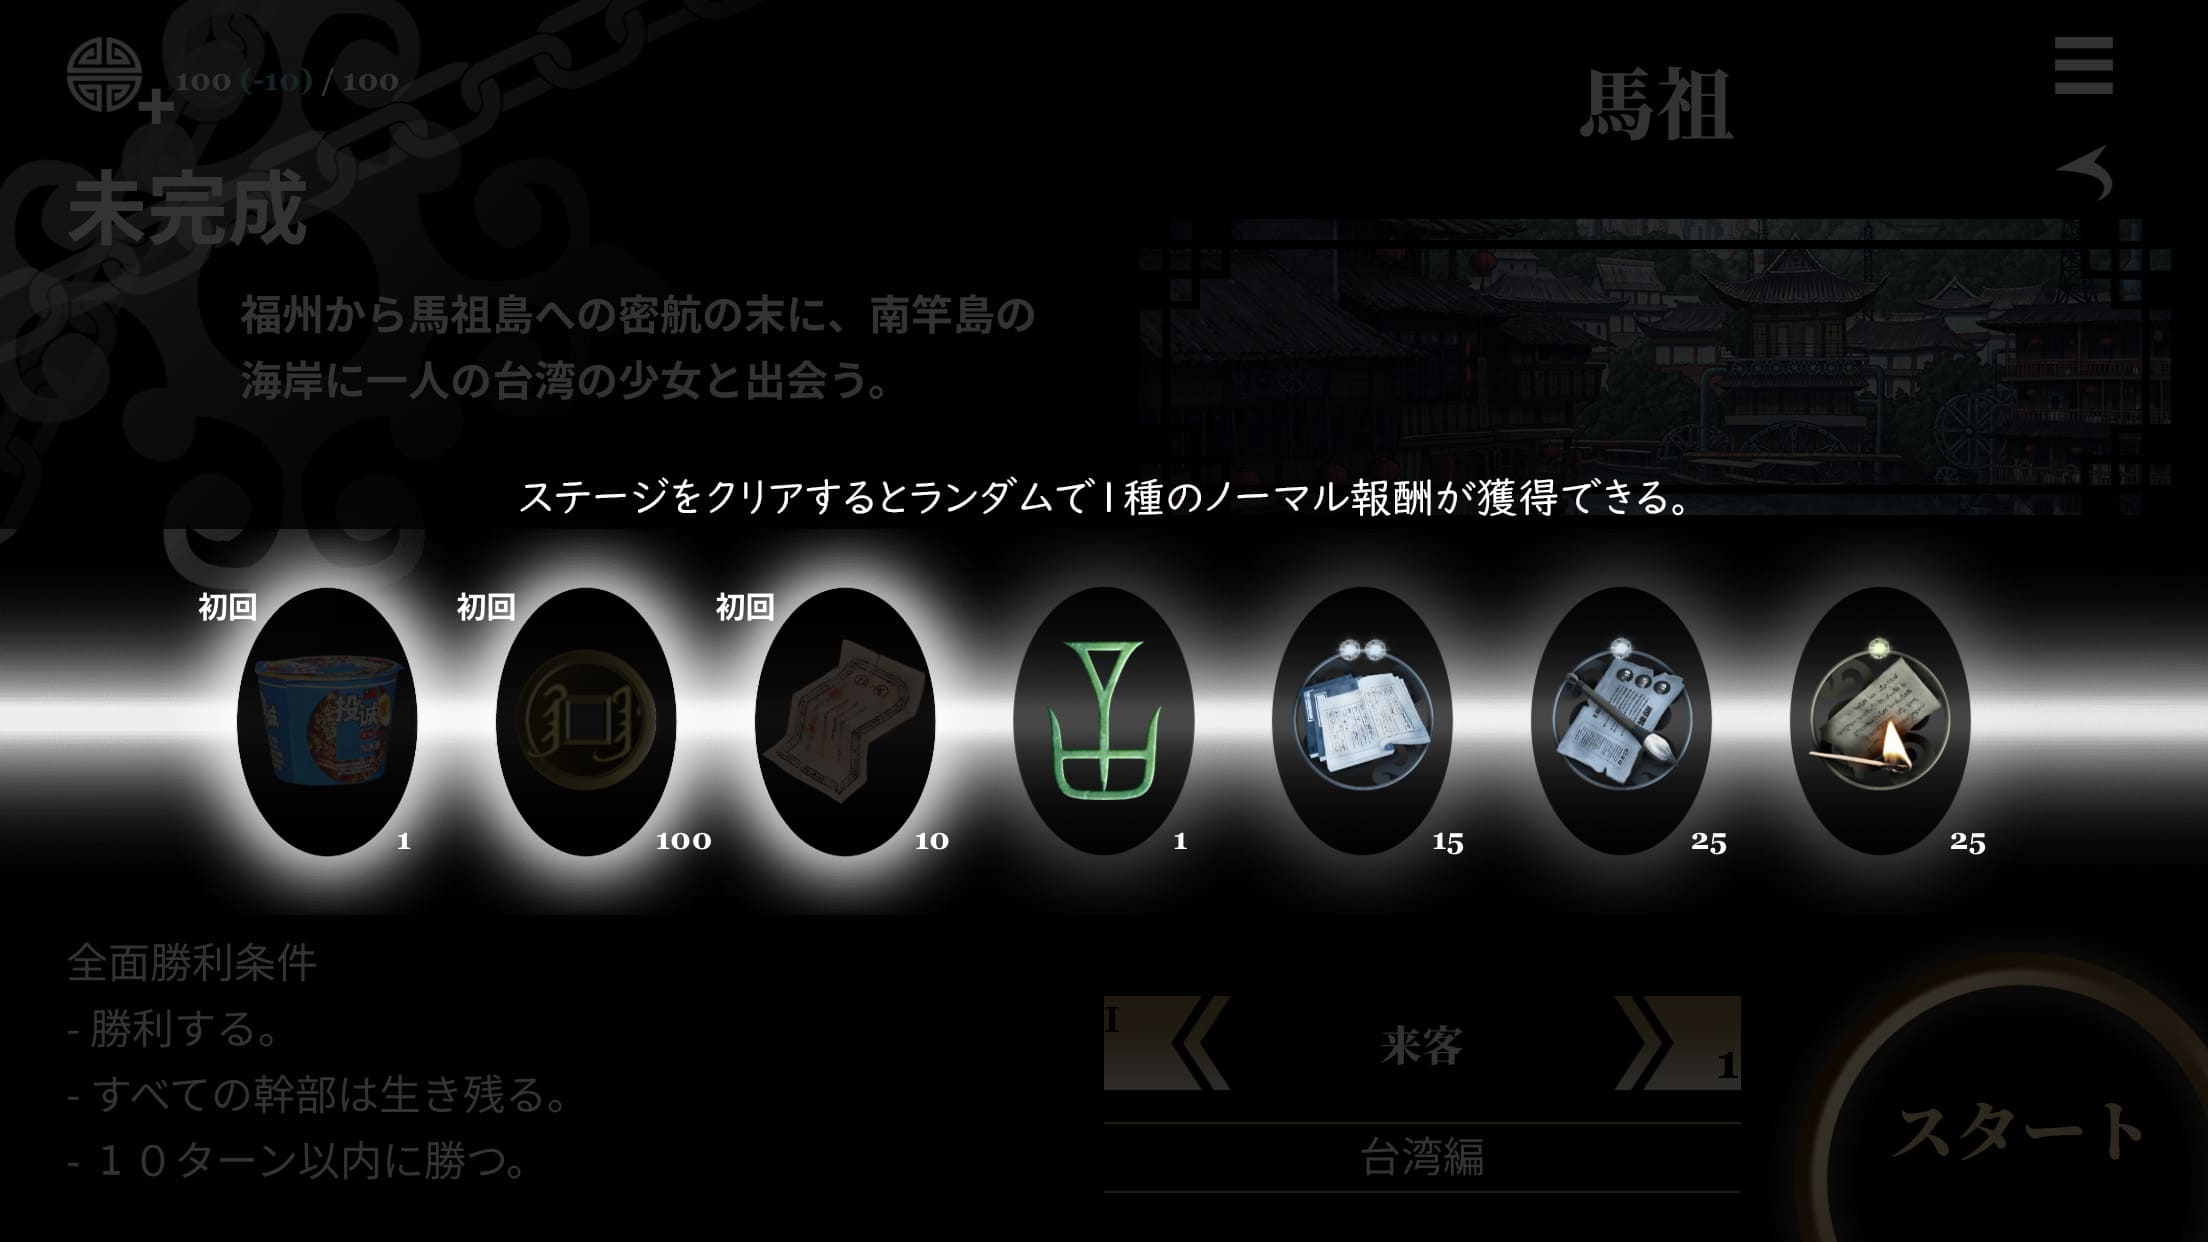 100 (-10) / 100
馬祖
未完成
福州から馬祖島への密航の末に、南竿島の
海岸に一人の台湾の少女と出会う。
ステージをクリアするとランダムで1種のノーマル報酬が獲得できる。
初回
初回
初回
投诚
1
100
10
1
15
25
25
全面勝利条件
- 勝利する。
- すべての幹部は生き残る。
- １０ターン以内に勝つ。
I
来客
1
台湾編
スタート